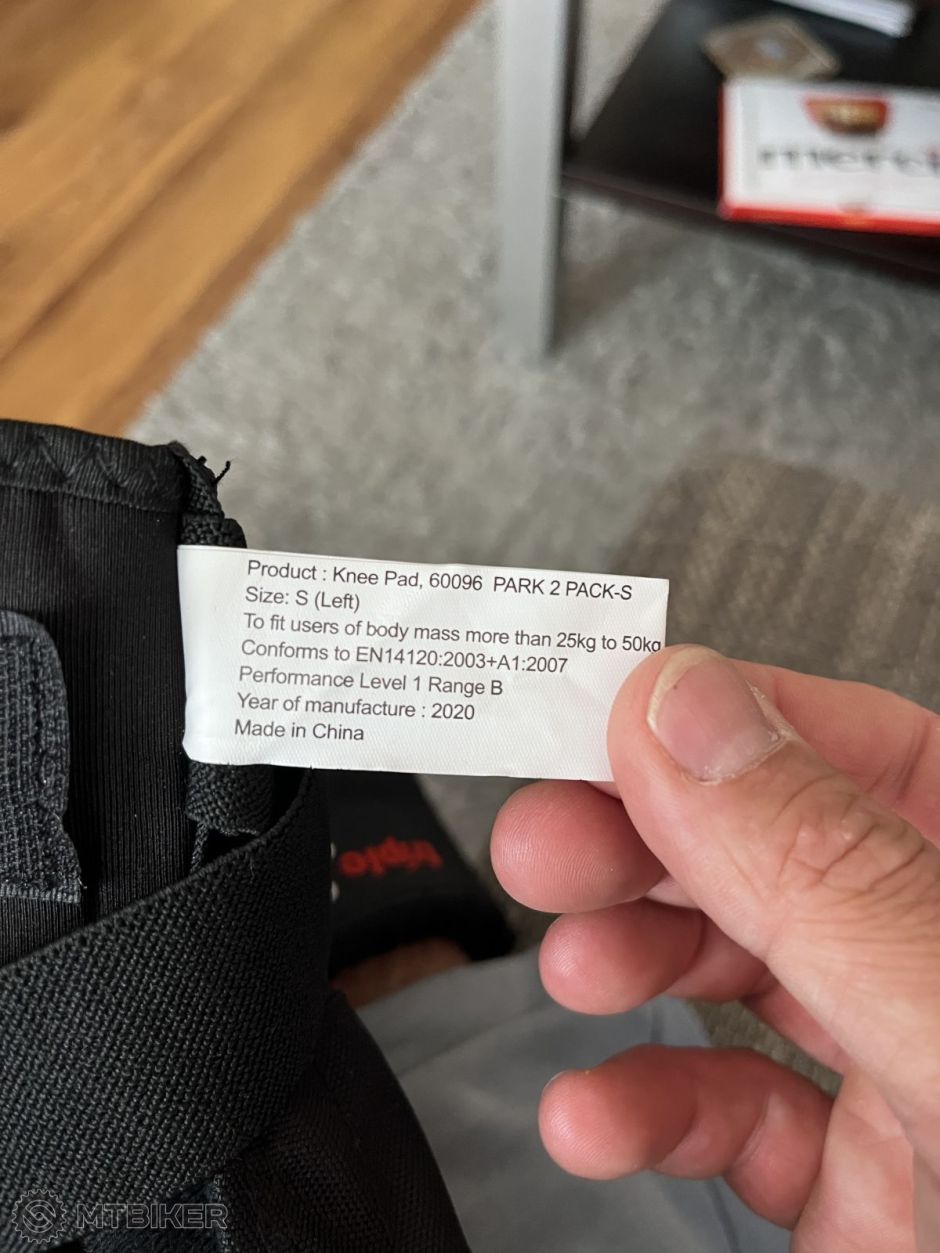 merci
Product : Knee Pad, 60096 PARK 2 PACK-S
Size: S (Left)
To fit users of body mass more than 25kg to 50kg
Conforms to EN14120:2003+A1:2007
Performance Level 1 Range B
Year of manufacture : 2020
Made in China
triple
MTBIKER